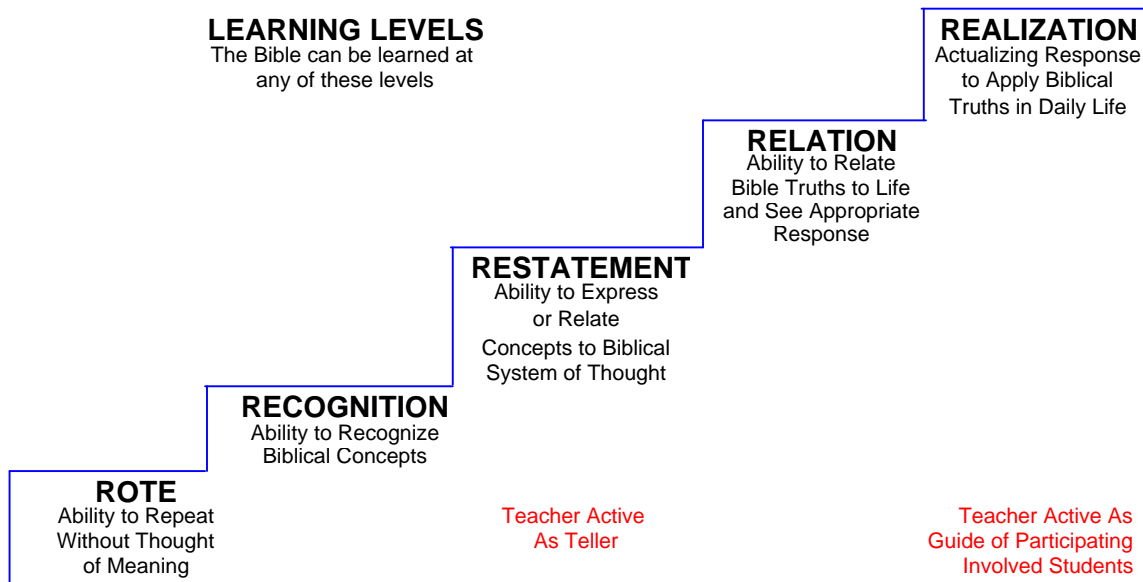 LEARNING LEVELS
The Bible can be learned at
any of these levels
REALIZATION
Actualizing Response
to Apply Biblical
Truths in Daily Life
RELATION
Ability to Relate
Bible Truths to Life
and See Appropriate
Response
RESTATEMENT
Ability to Express
or Relate
Concepts to Biblical
System of Thought
RECOGNITION
Ability to Recognize
Biblical Concepts
ROTE
Ability to Repeat
Without Thought
of Meaning
Teacher Active
As Teller
Teacher Active As
Guide of Participating
Involved Students